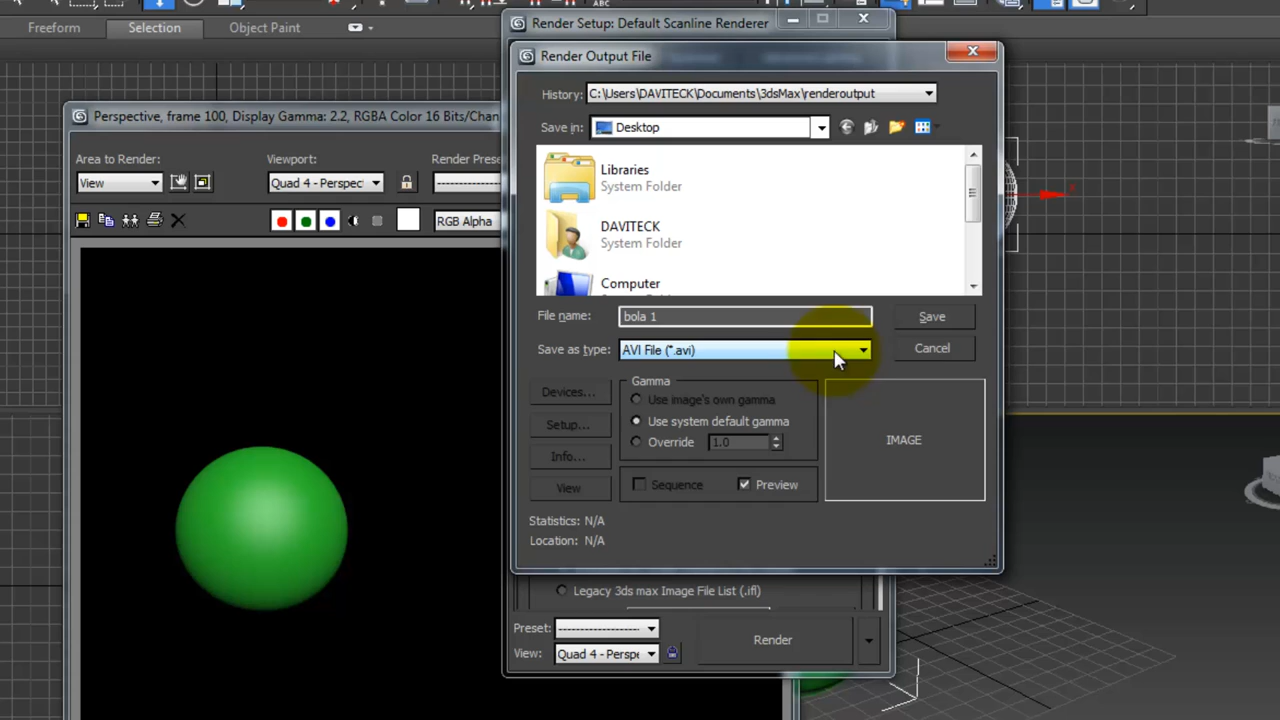 ABC
Render Setup: Default Scanline Renderer
Form
Selection
Object Paint
Render Output File
History:
C:\Users\DAVITECK\Documents\3dsMax\renderoutput
Save in:
Desktop
Libraries
System Folder
DAVITECK
System Folder
Computer
File name:
bola 1
Save
Save as type:
AVI File (*.avi)
Cancel
Devices...
Setup...
Info...
View
Gamma
Use image's own gamma
Use system default gamma
Override
1.0
Sequence
Preview
IMAGE
Statistics: N/A
Location: N/A
Perspective, frame 100, Display Gamma: 2.2, RGBA Color 16 Bits/Chan
Area to Render:
Viewport:
Render Prese
View
Quad 4 - Perspec
RGB Alpha
x
Legacy 3ds max Image File List (.ifl)
Preset:
View:
Quad 4 - Perspe
Render